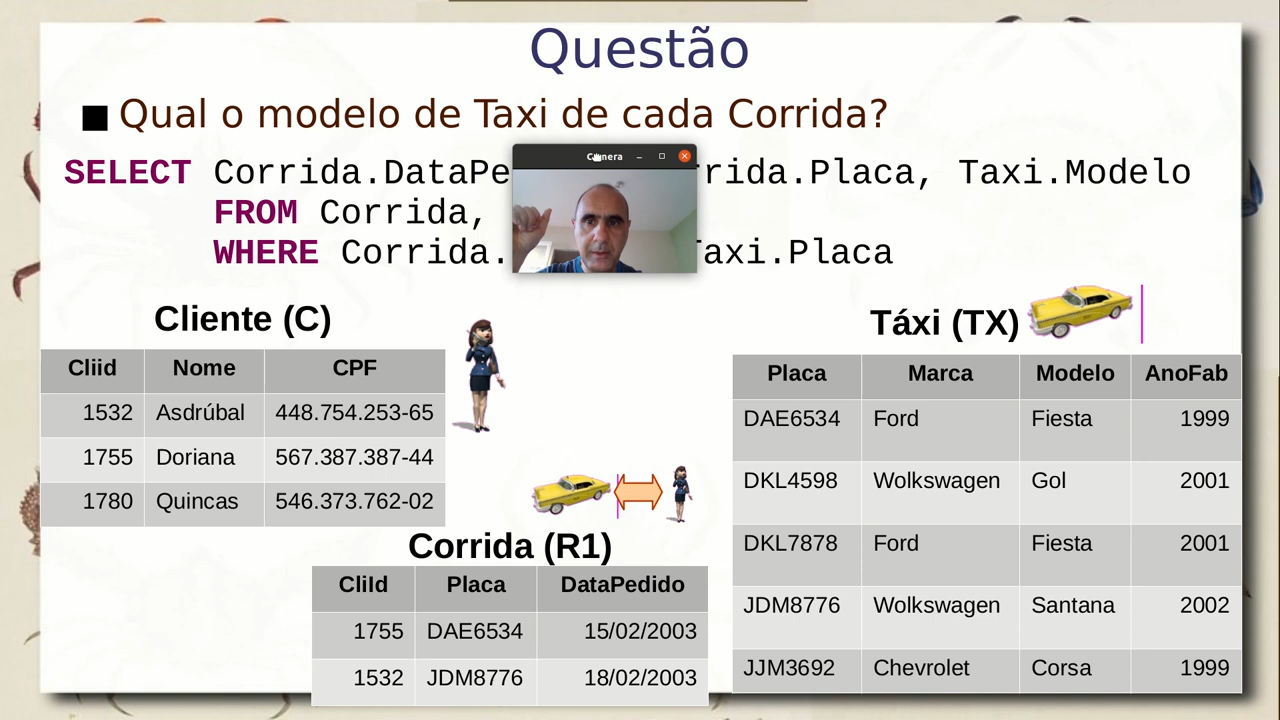 Questão
Qual o modelo de Taxi de cada Corrida?
SELECT Corrida.DataPe rrida.Placa, Taxi.Modelo
FROM Corrida,
WHERE Corrida. Taxi.Placa
Camera
Cliente (C)
Cliid Nome CPF
1532 Asdrúbal 448.754.253-65
1755 Doriana 567.387.387-44
1780 Quincas 546.373.762-02
Táxi (TX)
Placa Marca Modelo AnoFab
DAE6534 Ford Fiesta 1999
DKL4598 Wolkswagen Gol 2001
DKL7878 Ford Fiesta 2001
JDM8776 Wolkswagen Santana 2002
JJM3692 Chevrolet Corsa 1999
Corrida (R1)
CliId Placa DataPedido
1755 DAE6534 15/02/2003
1532 JDM8776 18/02/2003